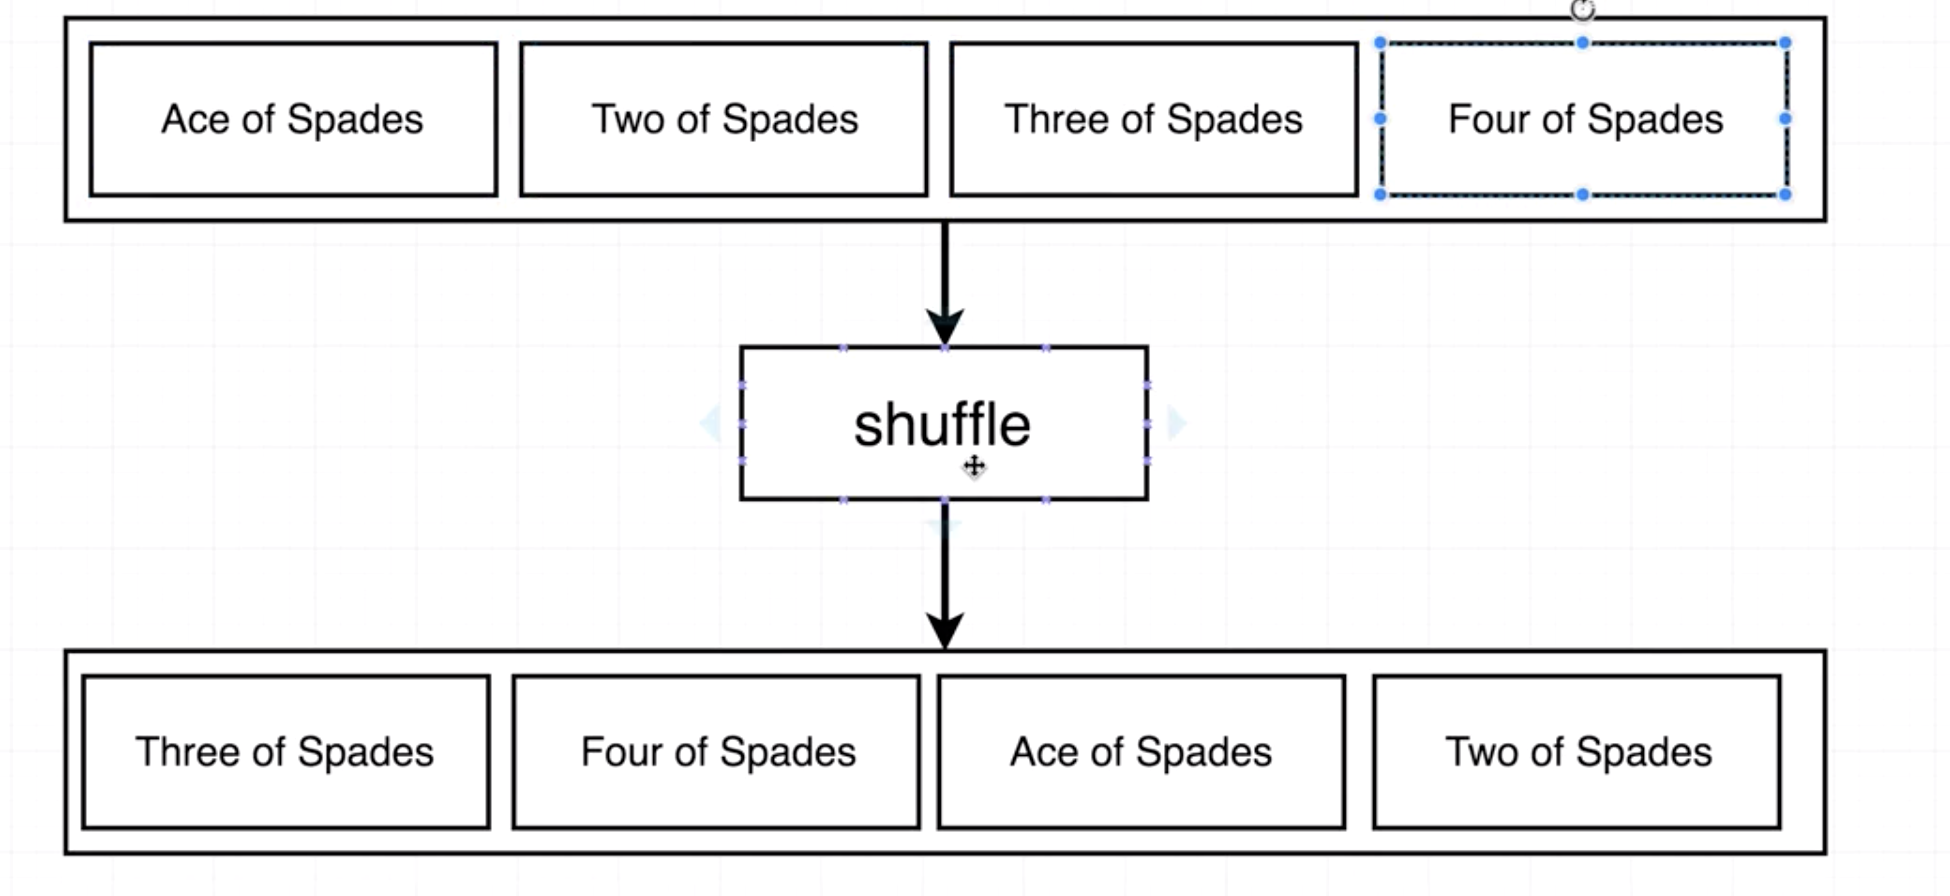 Ace of Spades
Two of Spades
Three of Spades
Four of Spades
shuffle
Three of Spades
Four of Spades
Ace of Spades
Two of Spades